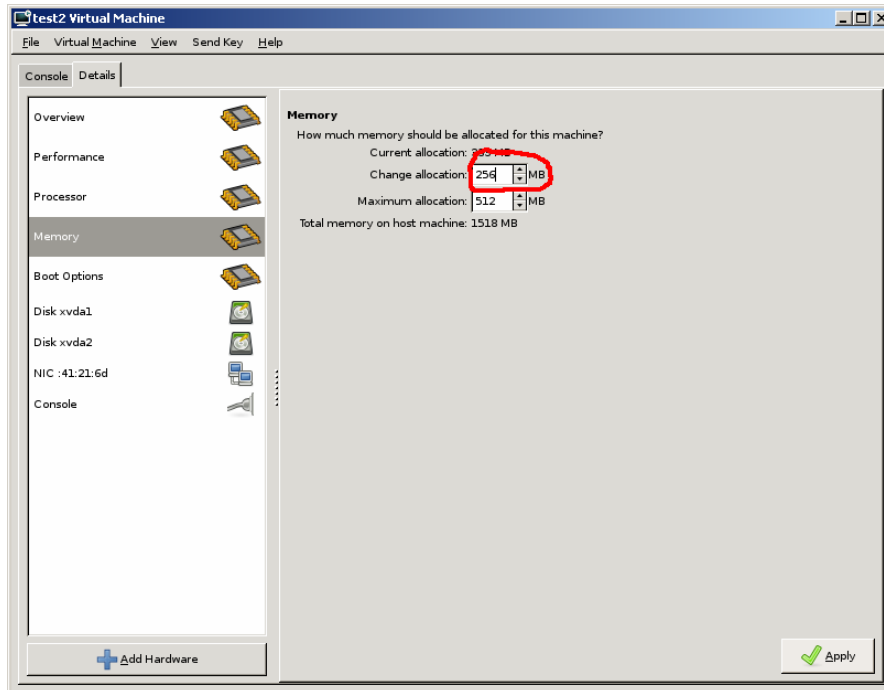 test2 Virtual Machine
File Virtual Machine View Send Key Help
Console Details
Overview
Performance
Processor
Memory
Boot Options
Disk xvda1
Disk xvda2
NIC :41:21:6d
Console
Add Hardware
Memory
How much memory should be allocated for this machine?
Current allocation: MB
Change allocation: 256 MB
Maximum allocation: 512 MB
Total memory on host machine: 1518 MB
Apply